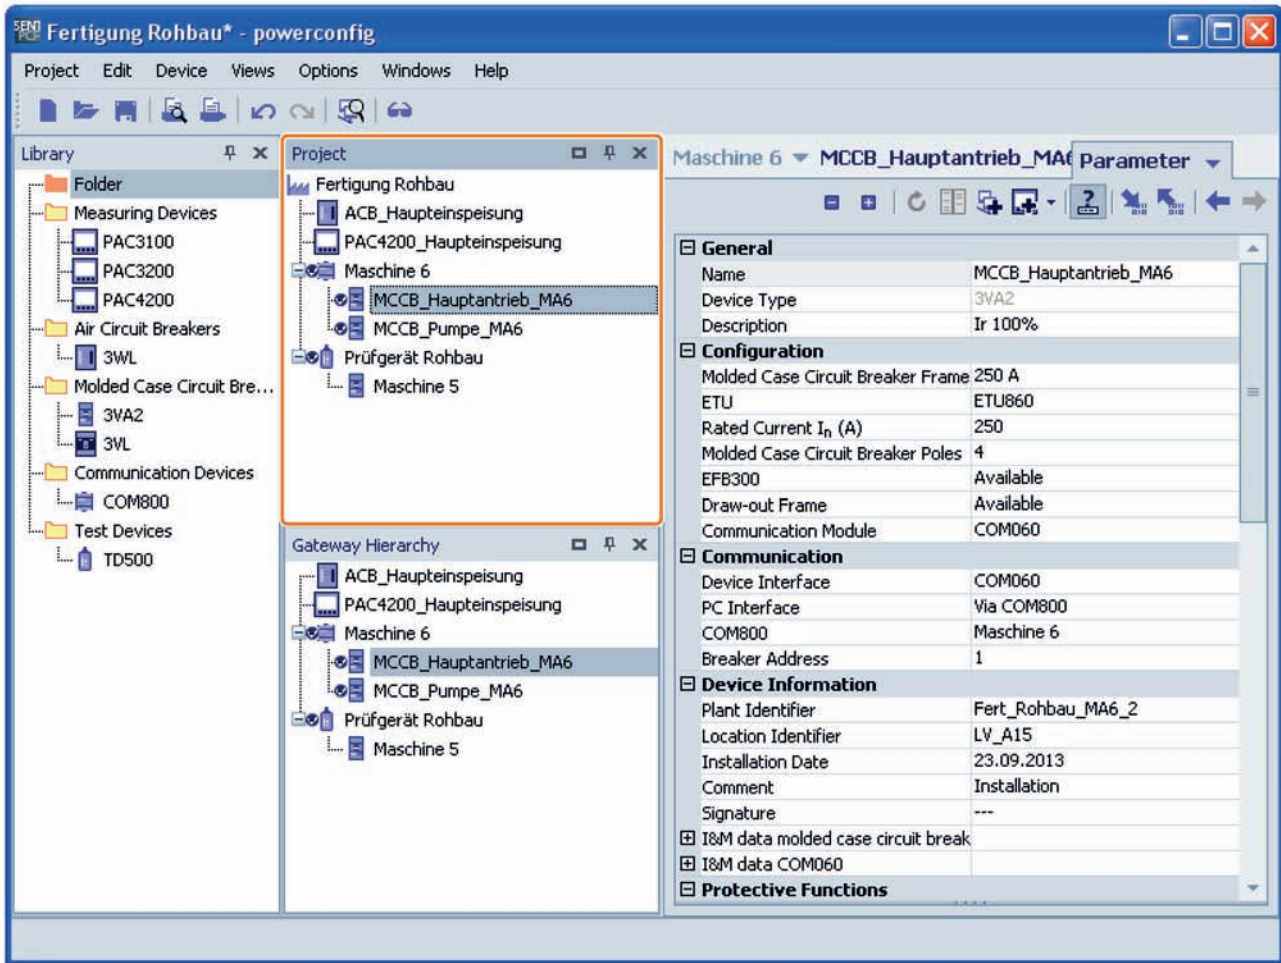 Fertigung Rohbau* - powerconfig
Project Edit Device Views Options Windows Help
Library
Folder
Measuring Devices
PAC3100
PAC3200
PAC4200
Air Circuit Breakers
3WL
Molded Case Circuit Bre...
3VA2
3VL
Communication Devices
COM800
Test Devices
TD500
Project
Fertigung Rohbau
ACB_Haupteinspeisung
PAC4200_Haupteinspeisung
Maschine 6
MCCB_Hauptantrieb_MA6
MCCB_Pumpe_MA6
Prüfgerät Rohbau
Maschine 5
Gateway Hierarchy
ACB_Haupteinspeisung
PAC4200_Haupteinspeisung
Maschine 6
MCCB_Hauptantrieb_MA6
MCCB_Pumpe_MA6
Prüfgerät Rohbau
Maschine 5
Maschine 6 MCCB_Hauptantrieb_MA6 Parameter
General
Name MCCB_Hauptantrieb_MA6
Device Type 3VA2
Description Ir 100%
Configuration
Molded Case Circuit Breaker Frame 250 A
ETU ETU860
Rated Current In (A) 250
Molded Case Circuit Breaker Poles 4
EFB300 Available
Draw-out Frame Available
Communication Module COM060
Communication
Device Interface COM060
PC Interface Via COM800
COM800 Maschine 6
Breaker Address 1
Device Information
Plant Identifier Fert_Rohbau_MA6_2
Location Identifier LV_A15
Installation Date 23.09.2013
Comment Installation
Signature ---
I&M data molded case circuit break
I&M data COM060
Protective Functions